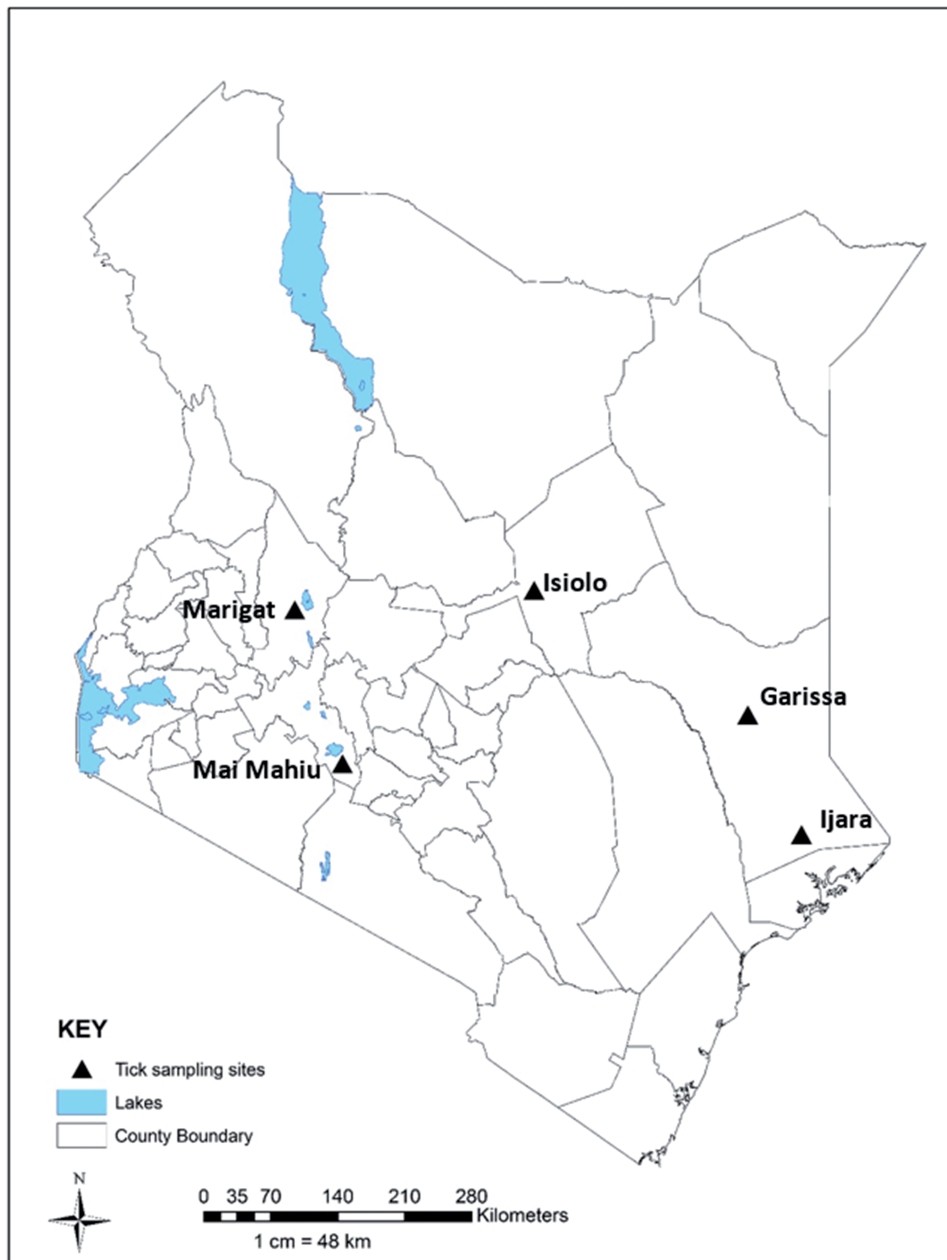 Isiolo
Marigat
Garissa
Mai Mahiu
Ijara
KEY
Tick sampling sites
Lakes
County Boundary
N
0 35 70 140 210 280
Kilometers
1 cm = 48 km